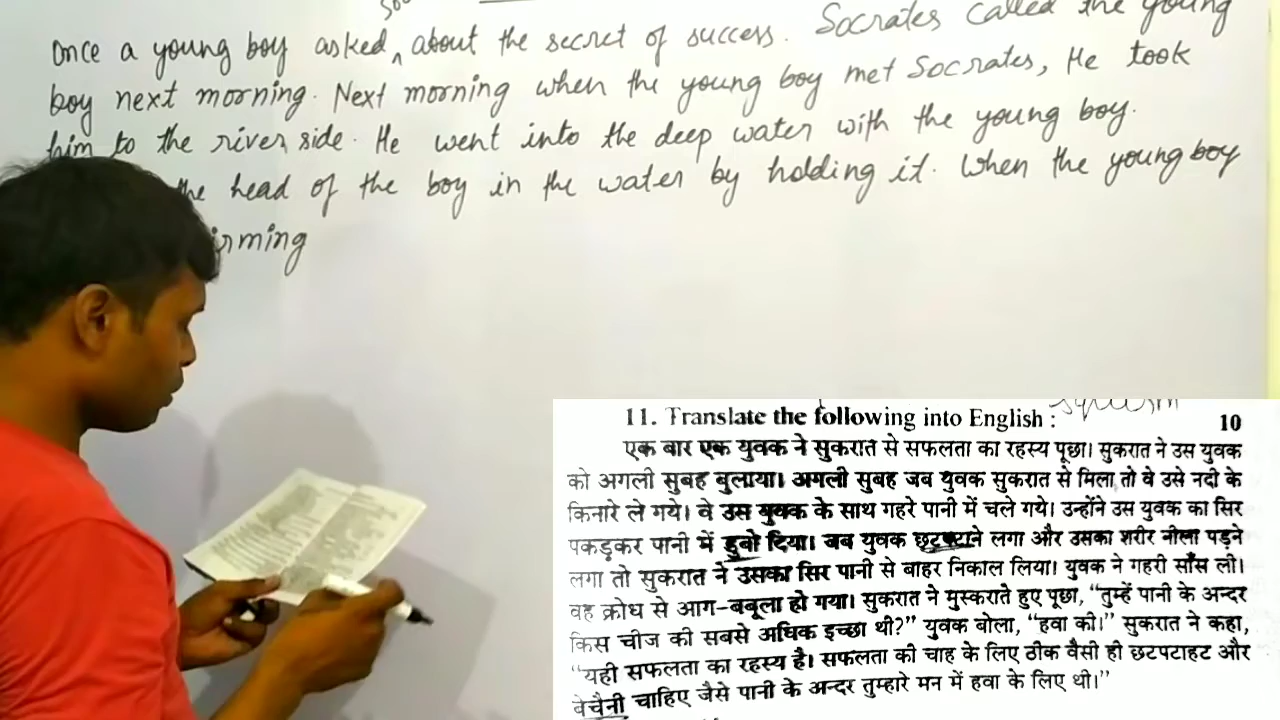 Once a young boy asked about the secret of success. Socrates called the young
boy next morning. Next morning when the young boy met Socrates, He took
him to the river side. He went into the deep water with the young boy.
the head of the boy in the water by holding it. When the young boy
11. Translate the following into English : 10
एक बार एक युवक ने सुकरात से सफलता का रहस्य पूछा। सुकरात ने उस युवक
को अगली सुबह बुलाया। अगली सुबह जब युवक सुकरात से मिला तो वे उसे नदी के
किनारे ले गये। वे उस युवक के साथ गहरे पानी में चले गये। उन्होंने उस युवक का सिर
पकड़कर पानी में डुबो दिया। जब युवक छटपटाने लगा और उसका शरीर नीला पड़ने
लगा तो सुकरात ने उसका सिर पानी से बाहर निकाल लिया। युवक ने गहरी साँस ली।
वह क्रोध से आग-बबूला हो गया। सुकरात ने मुस्कराते हुए पूछा, "तुम्हें पानी के अन्दर
किस चीज की सबसे अधिक इच्छा थी?" युवक बोला, "हवा की।" सुकरात ने कहा,
"यही सफलता का रहस्य है। सफलता की चाह के लिए ठीक वैसी ही छटपटाहट और
बेचैनी चाहिए जैसे पानी के अन्दर तुम्हारे मन में हवा के लिए थी।"